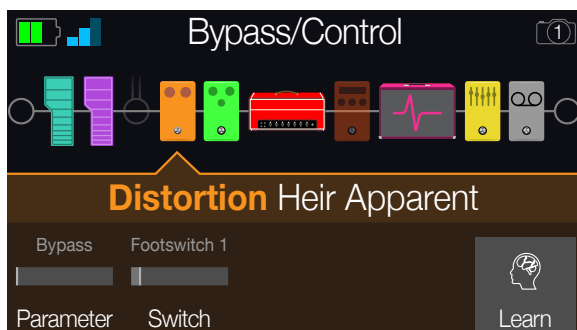 Bypass/Control
1
Distortion Heir Apparent
Bypass Footswitch 1
Parameter Switch Learn